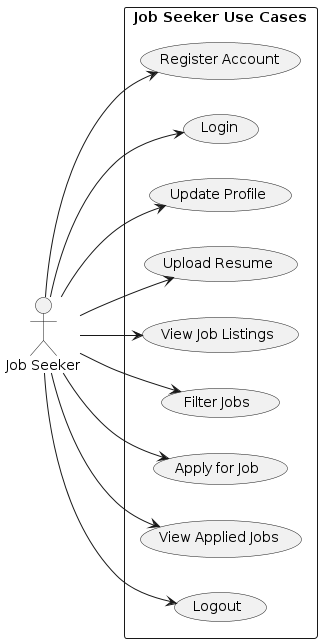 Job Seeker Use Cases
Register Account
Login
Update Profile
Upload Resume
View Job Listings
Job Seeker
Filter Jobs
Apply for Job
View Applied Jobs
Logout